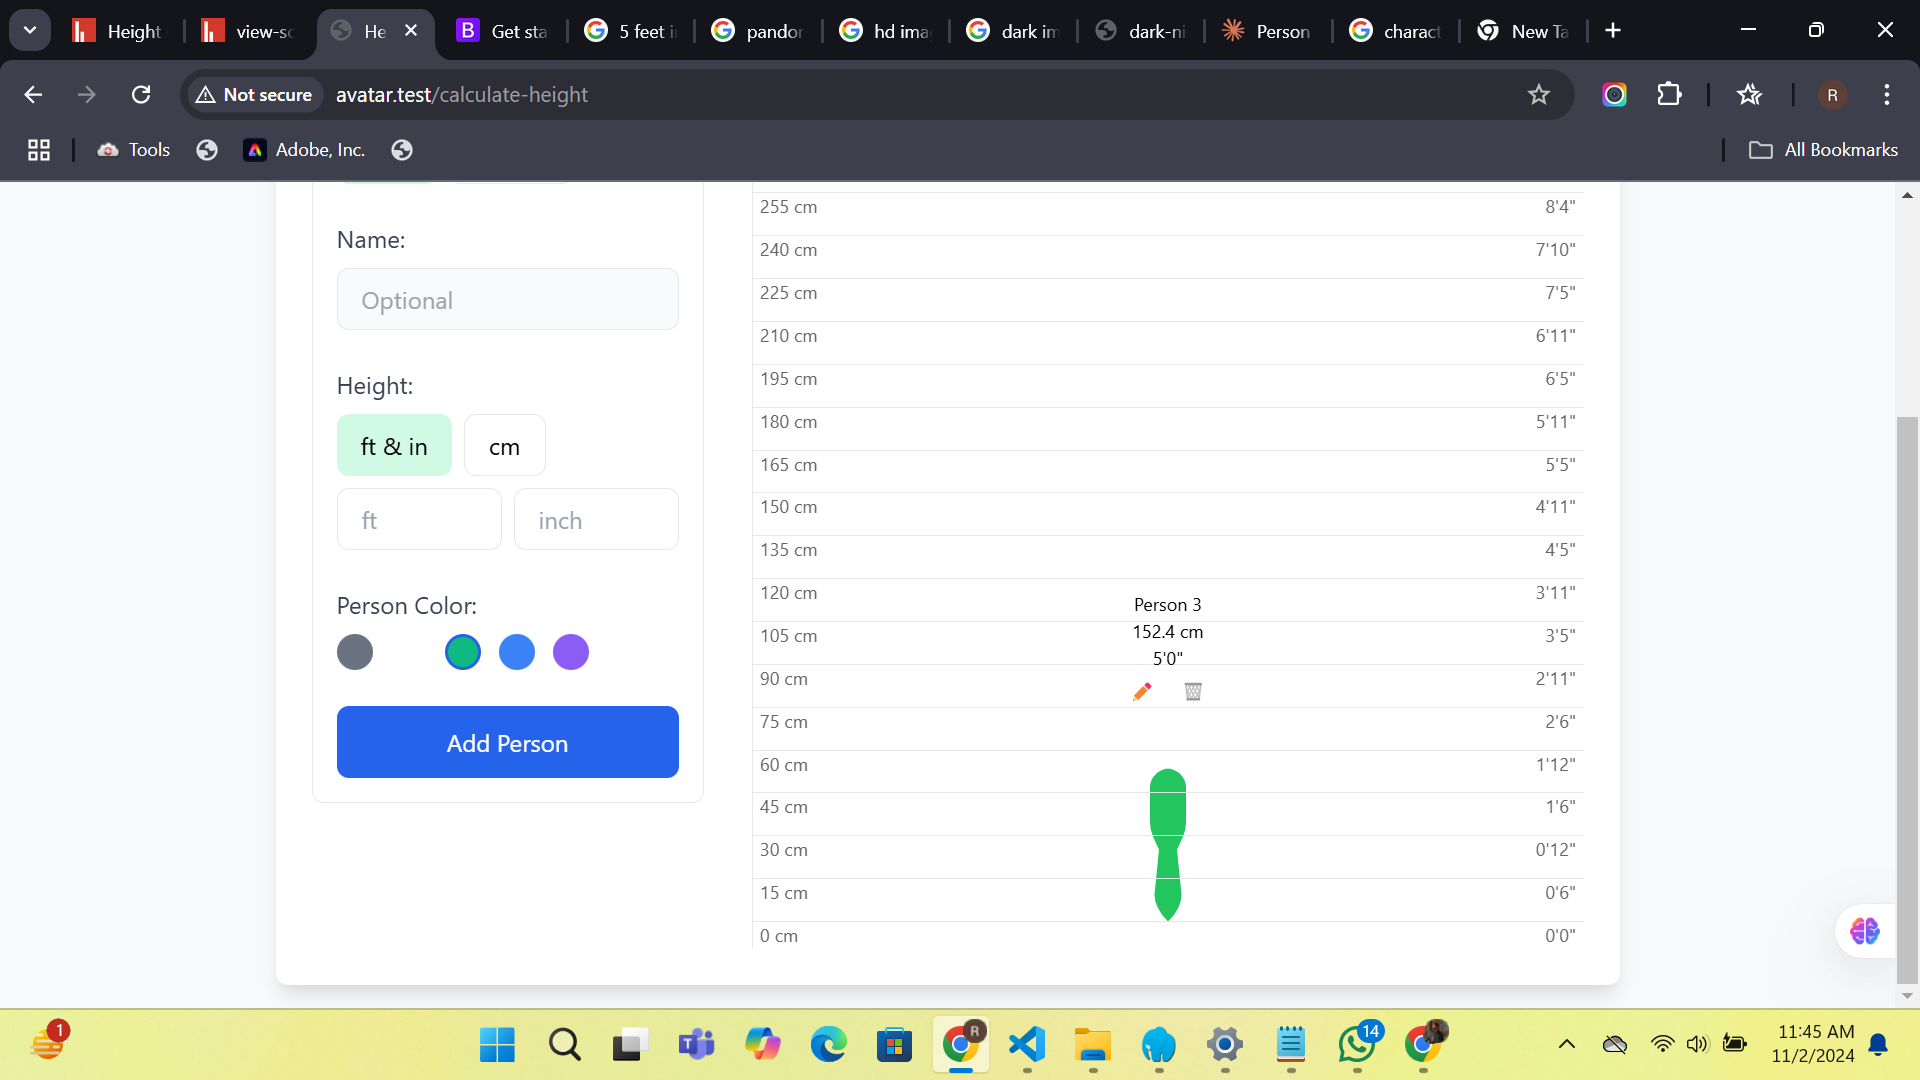 Height
view-sc
He
Get sta
5 feet i
pandor
hd ima
dark im
dark-ni
Person
charact
New Ta
Not secure
avatar.test/calculate-height
R
Tools
Adobe, Inc.
All Bookmarks
Name:
Optional
Height:
ft & in
cm
ft
inch
Person Color:
Add Person
255 cm 8'4"
240 cm 7'10"
225 cm 7'5"
210 cm 6'11"
195 cm 6'5"
180 cm 5'11"
165 cm 5'5"
150 cm 4'11"
135 cm 4'5"
120 cm 3'11"
Person 3
105 cm 3'5"
152.4 cm
5'0"
90 cm 2'11"
75 cm 2'6"
60 cm 1'12"
45 cm 1'6"
30 cm 0'12"
15 cm 0'6"
0 cm 0'0"
1
R
14
11:45 AM
11/2/2024